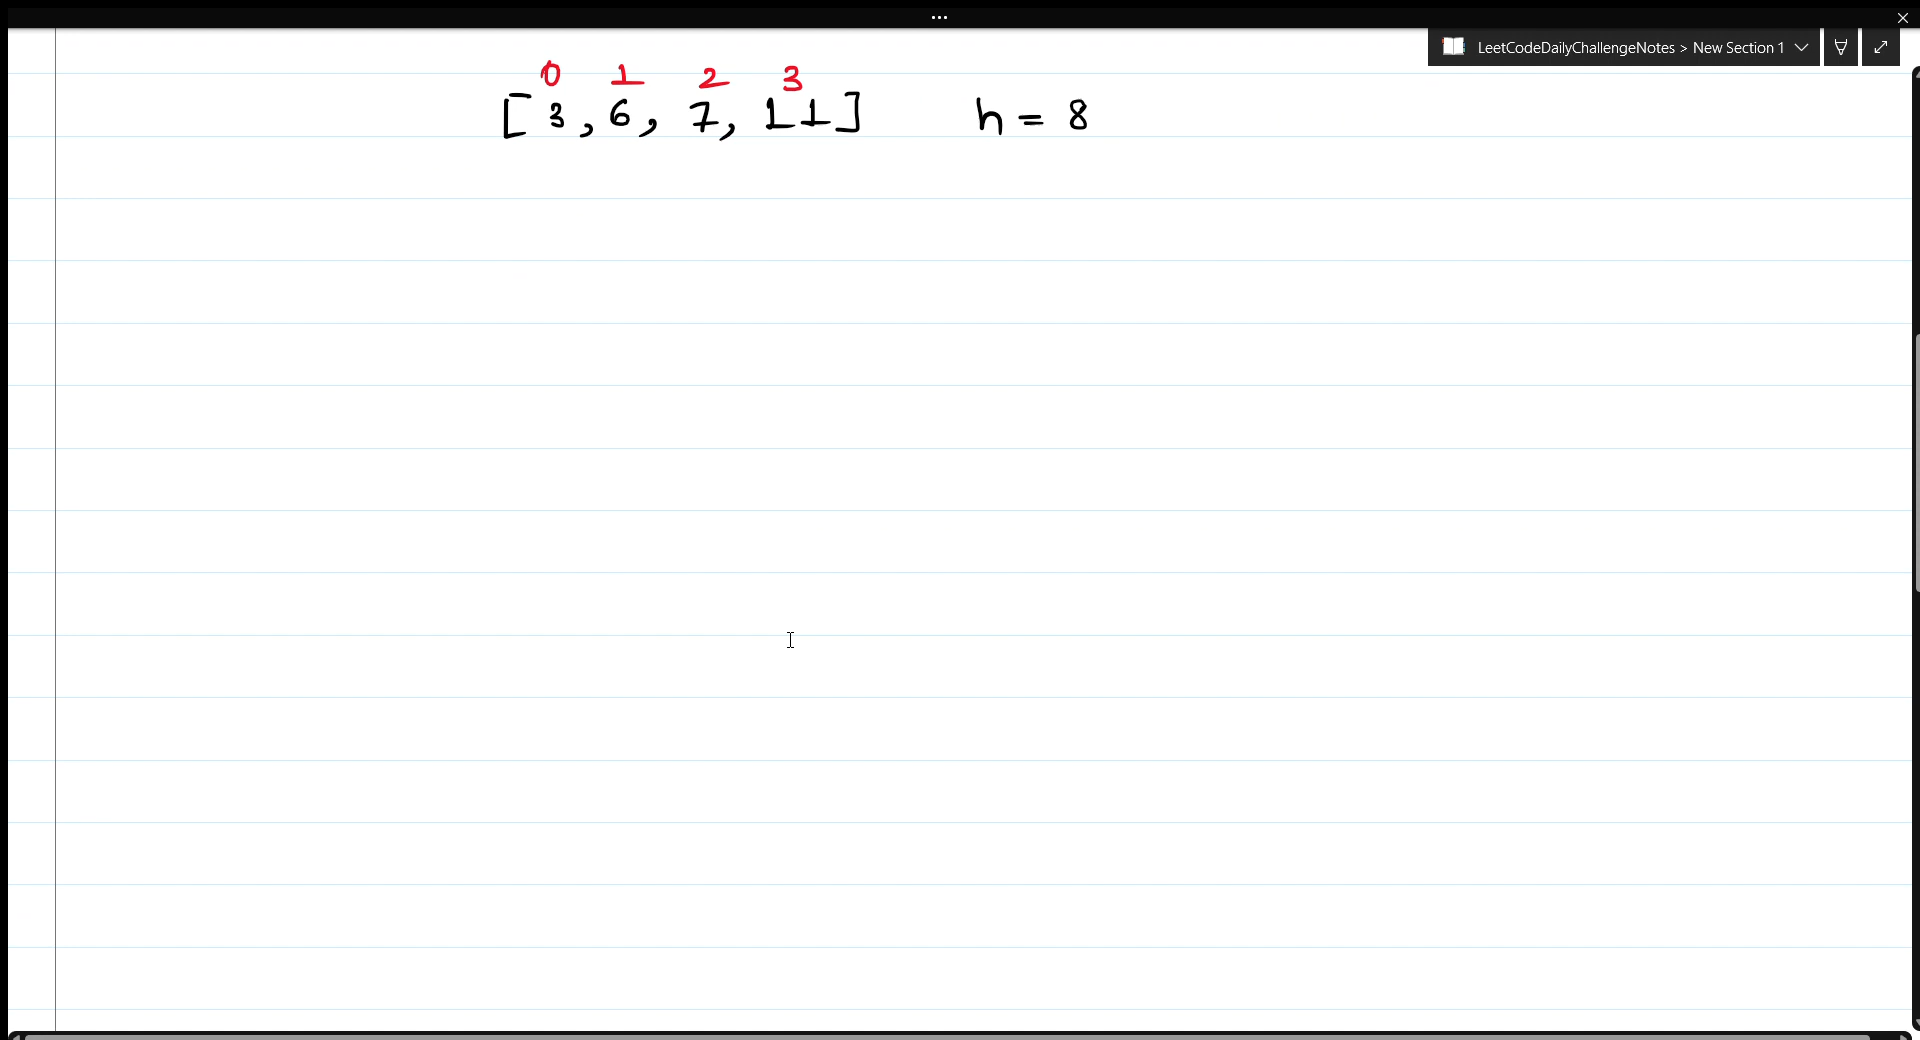 LeetCodeDailyChallengeNotes > New Section 1
0 1 2 3
[ 3 , 6 , 7 , 11 ] h = 8